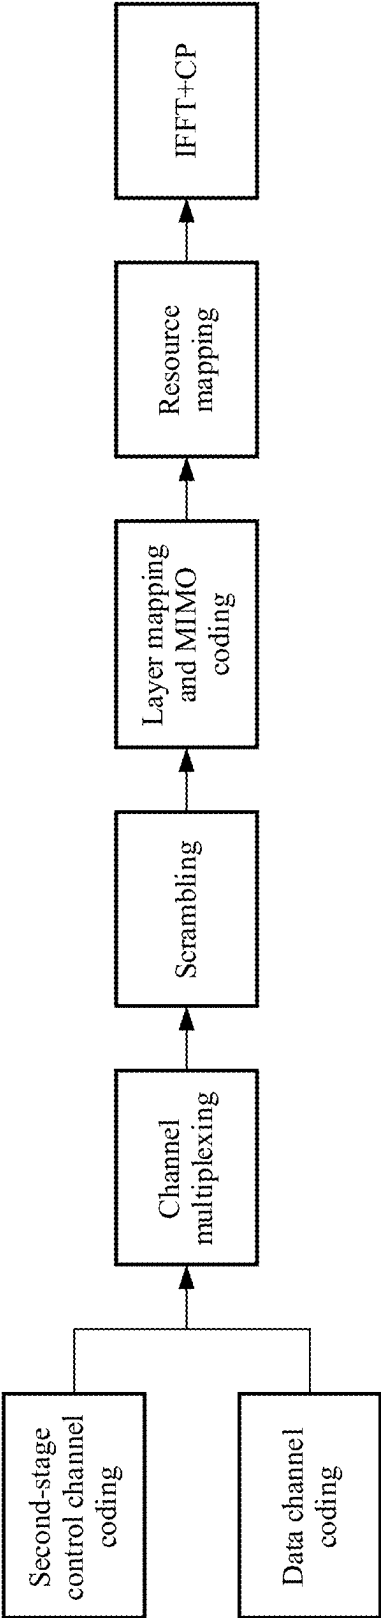 Second-stage
control channel
coding
Data channel
coding
Channel
multiplexing
Scrambling
Layer mapping
and MIMO
coding
Resource
mapping
IFFT+CP